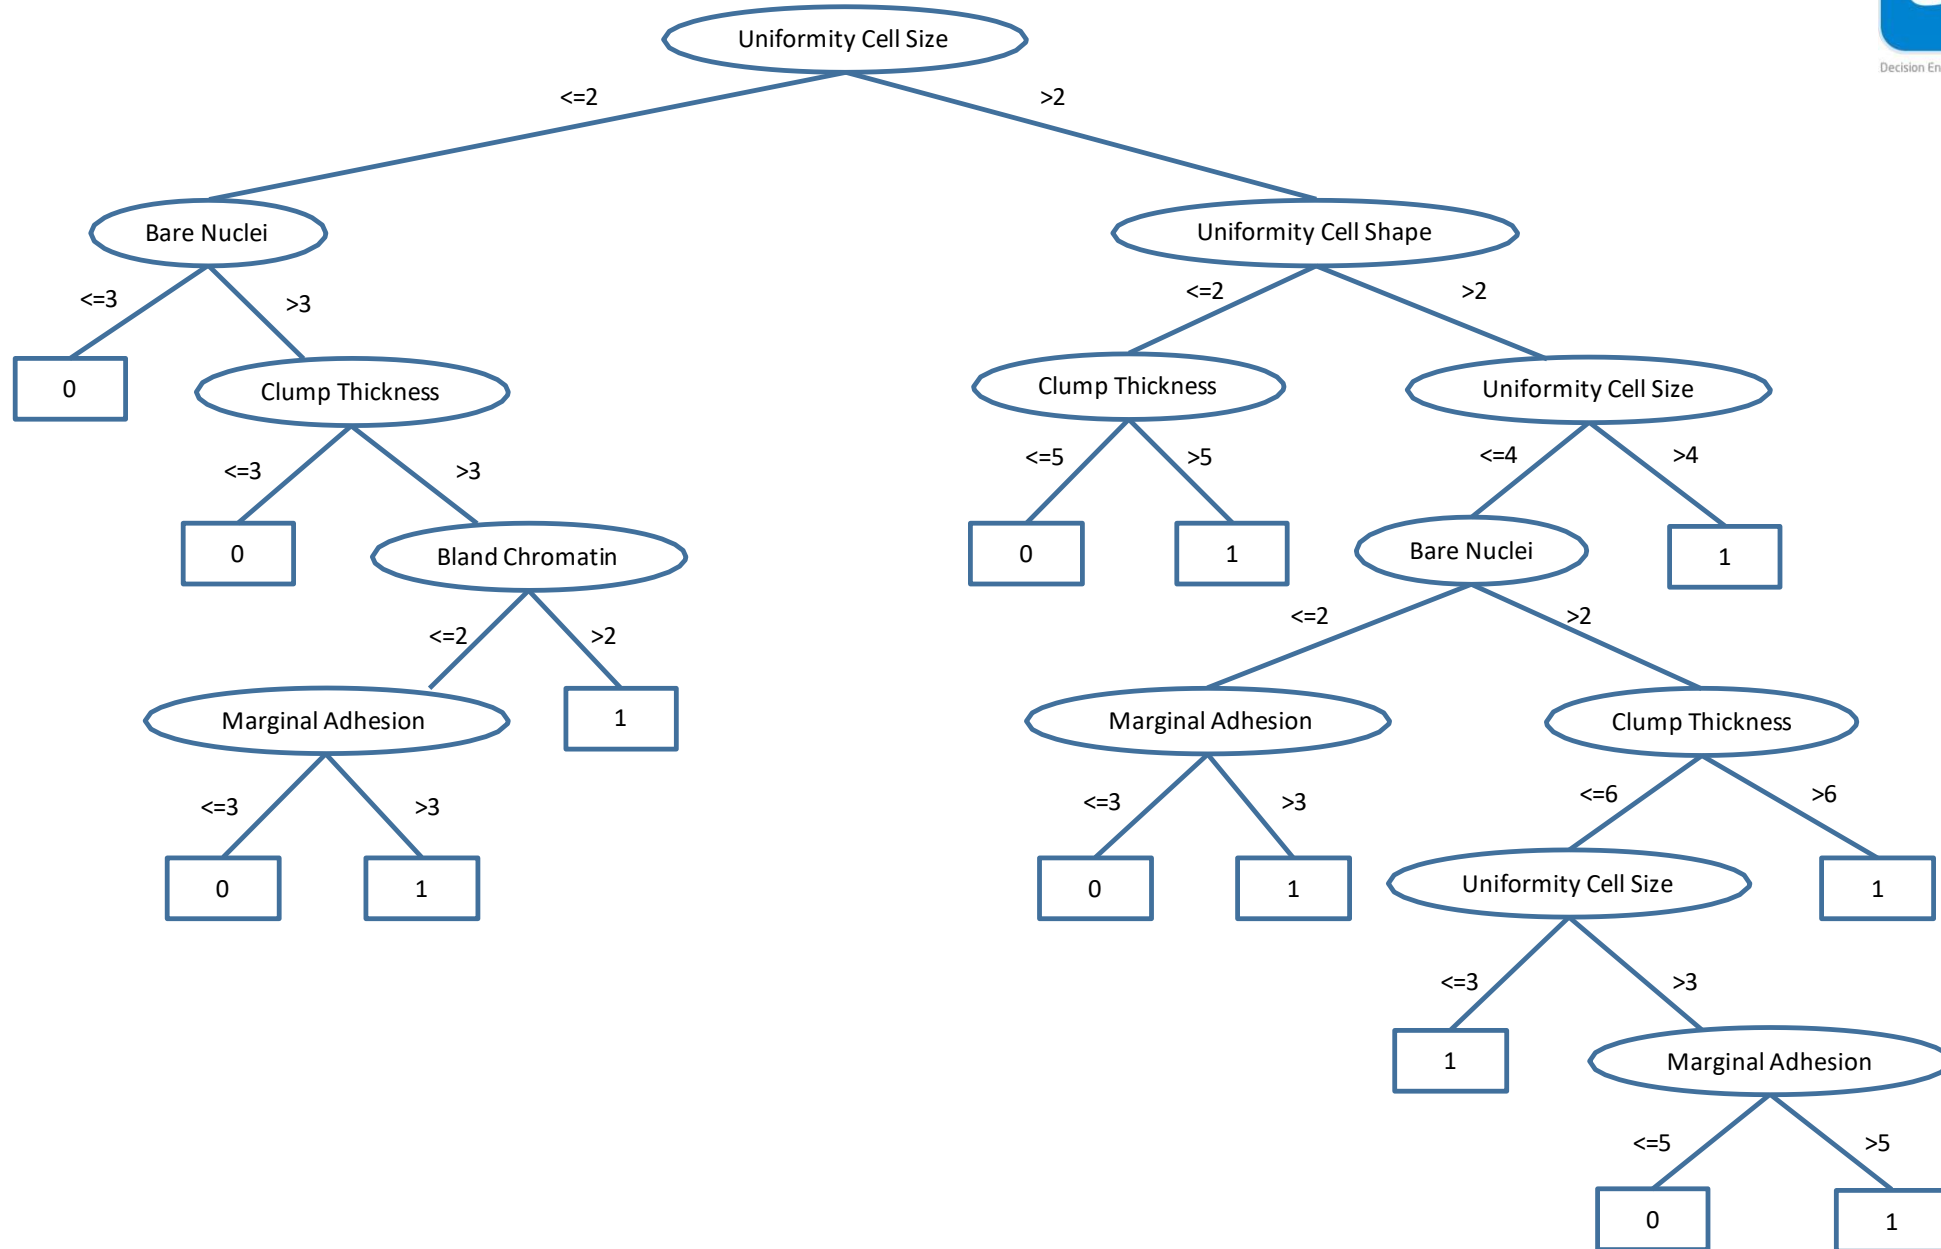 Uniformity Cell Size
Decision En
<=2
>2
Bare Nuclei
Uniformity Cell Shape
<=3
>3
<=2
>2
0
Clump Thickness
Clump Thickness
Uniformity Cell Size
<=3
>3
<=5
>5
<=4
>4
0
Bland Chromatin
0
1
Bare Nuclei
1
<=2
>2
<=2
>2
Marginal Adhesion
1
Marginal Adhesion
Clump Thickness
<=3
>3
<=3
>3
<=6
>6
0
1
0
1
Uniformity Cell Size
1
<=3
>3
1
Marginal Adhesion
<=5
>5
0
1